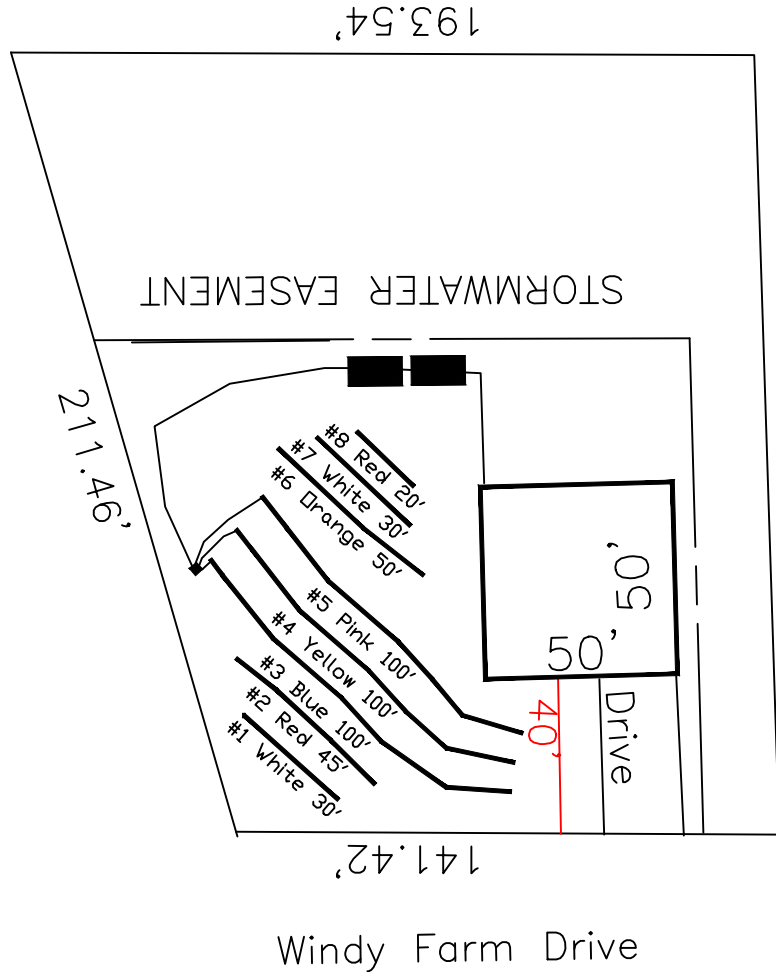 193.54'
STORMWATER EASEMENT
211.46'
#8 Red 20'
#7 White 30'
#6 Orange 50'
#5 Pink 100'
#4 Yellow 100'
#3 Blue 100'
#2 Red 45'
#1 White 30'
50'
50'
40'
Drive
141.42'
Windy Farm Drive